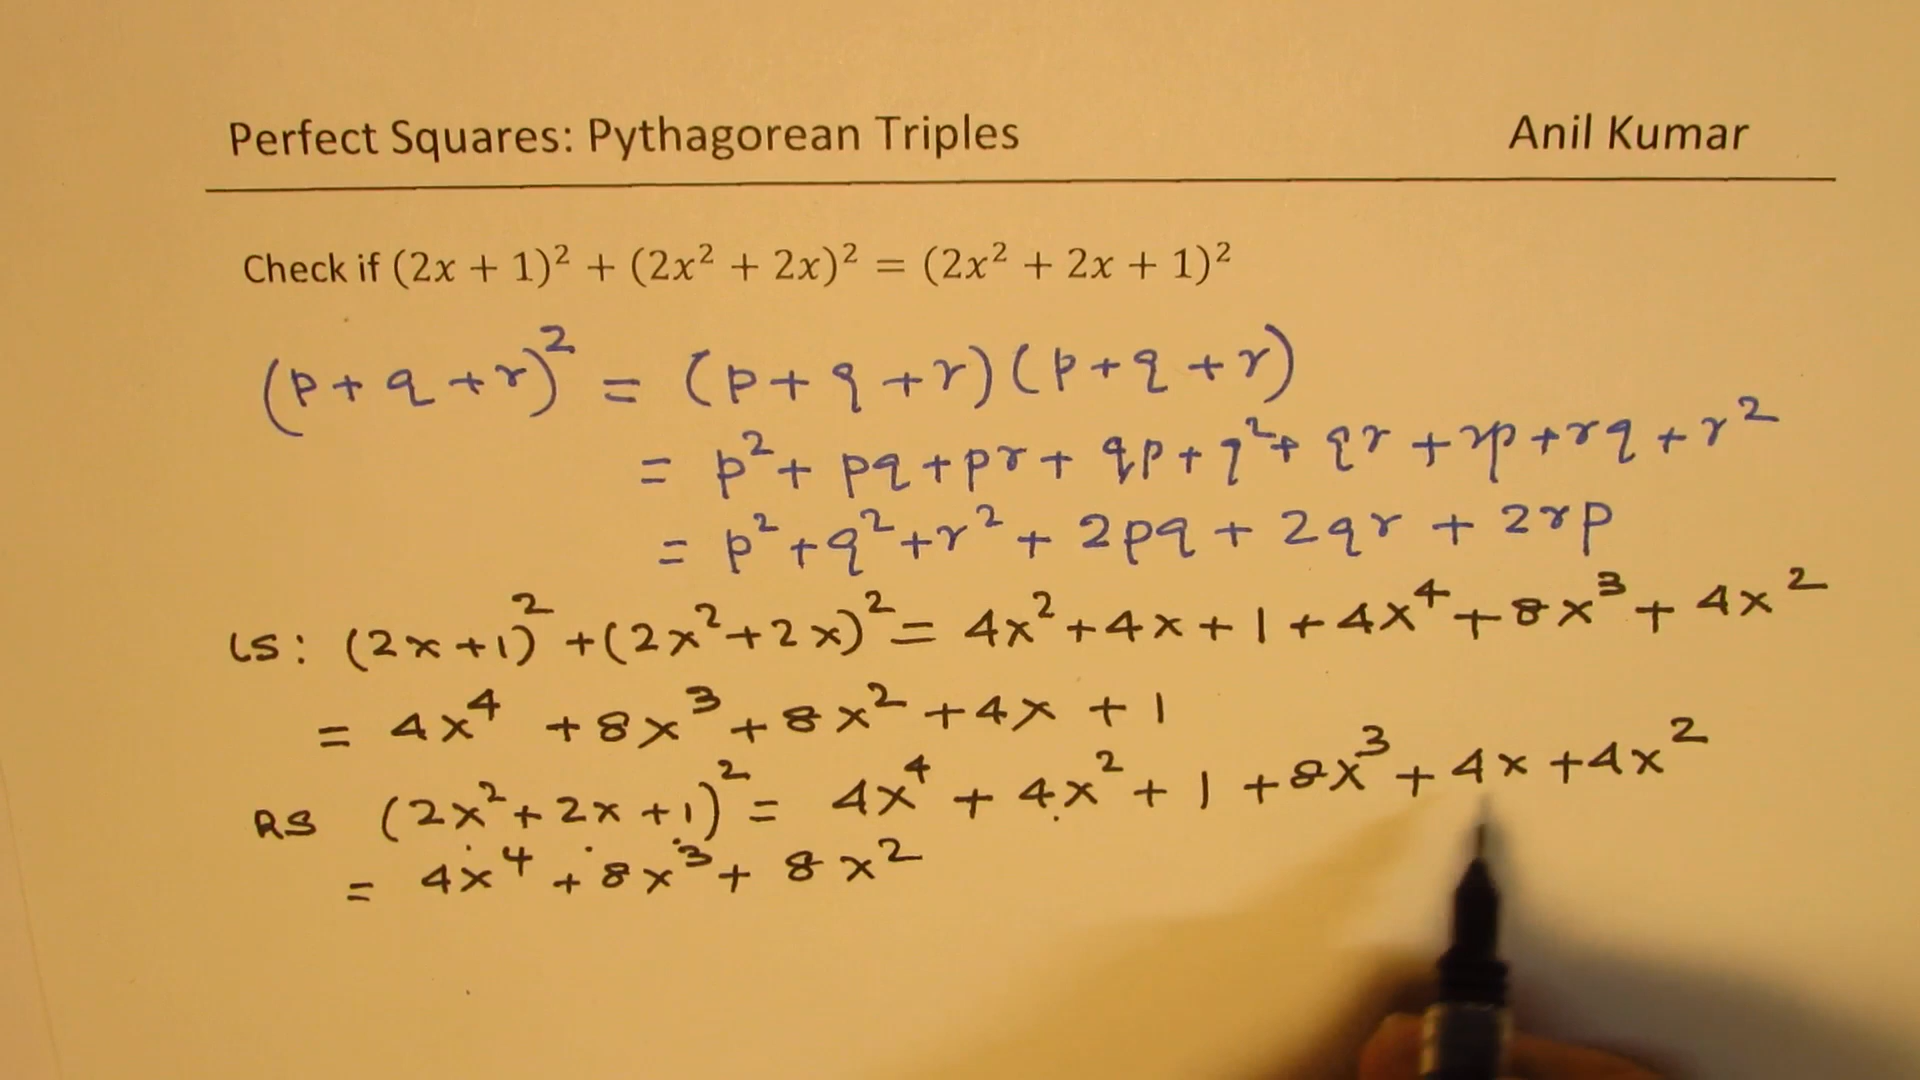 Perfect Squares: Pythagorean Triples Anil Kumar
Check if (2x + 1)² + (2x² + 2x)² = (2x² + 2x + 1)²
(p+q+r)² = (p+q+r)(p+q+r)
= p² + pq + pr + qp + q² + qr + rp + rq + r²
= p² + q² + r² + 2pq + 2qr + 2rp
LS: (2x+1)² + (2x²+2x)² = 4x² + 4x + 1 + 4x⁴ + 8x³ + 4x²
= 4x⁴ + 8x³ + 8x² + 4x + 1
RS (2x² + 2x + 1)² = 4x⁴ + 4x² + 1 + 8x³ + 4x + 4x²
= 4x⁴ + 8x³ + 8x²